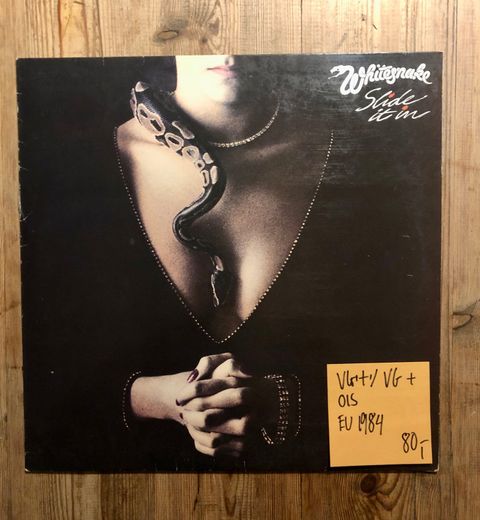 Whitesnake
Slide
it in
VG+/ VG +
OIS
EU 1984
80,-